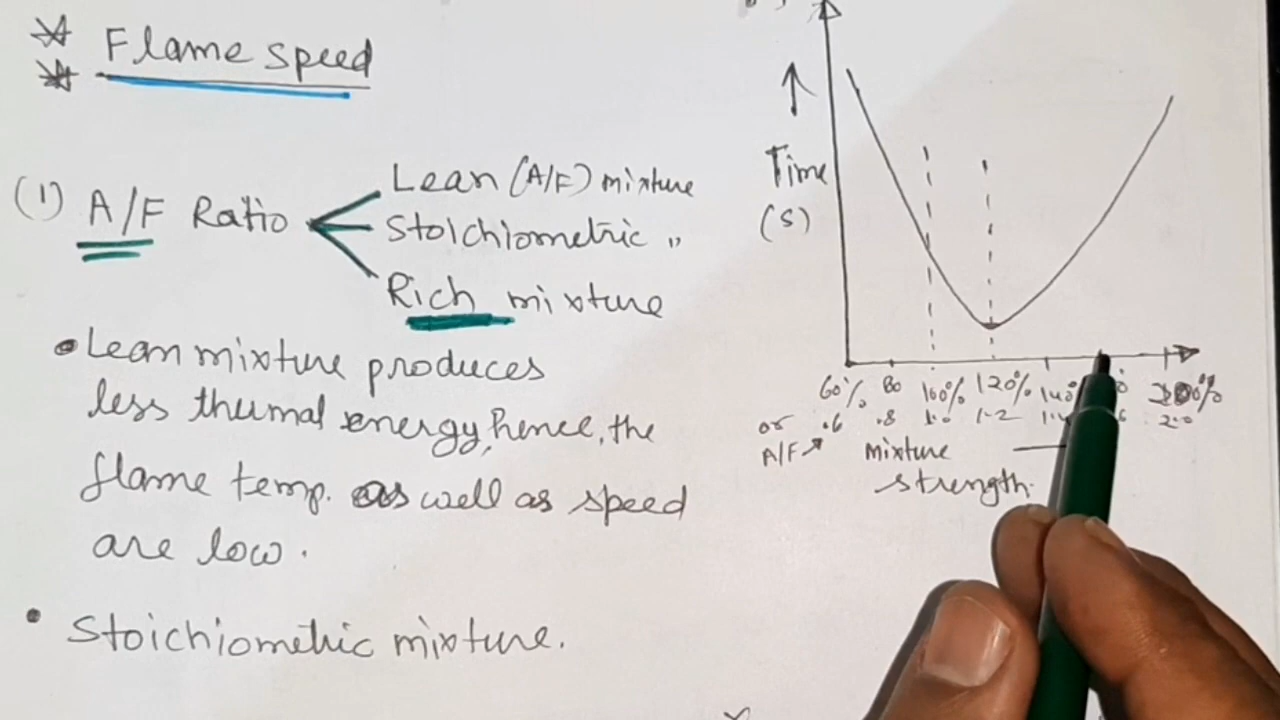 Flame speed
(1) A/F Ratio
Lean (A/F) mixture
Stoichiometric "
Rich mixture
• Lean mixture produces
less thermal energy, hence, the
flame temp. as well as speed
are low.
• Stoichiometric mixture.
Time
(s)
60% 80 100% 120% 140%
or .6 .8 1.0 1.2 2.0
A/F
mixture
strength